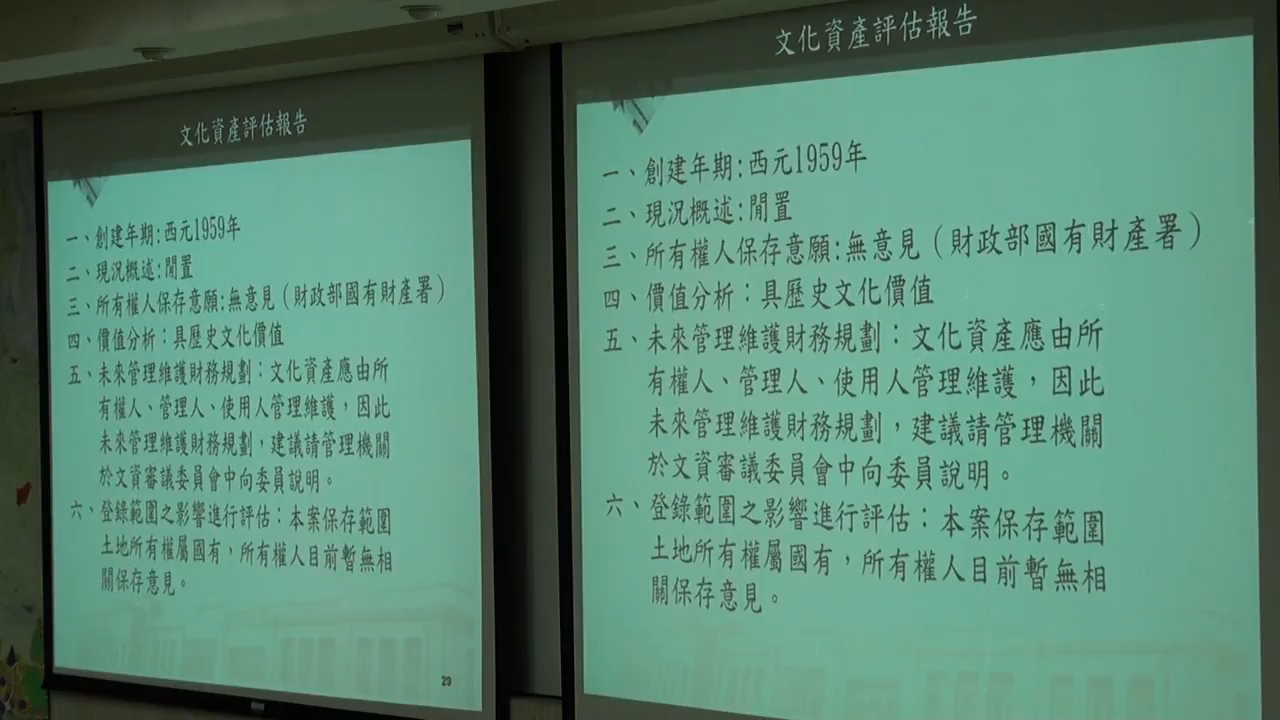 文化資產評估報告
一、創建年期:西元1959年
二、現況概述:閒置
三、所有權人保存意願:無意見(財政部國有財產署)
四、價值分析：具歷史文化價值
五、未來管理維護財務規劃：文化資產應由所
有權人、管理人、使用人管理維護，因此
未來管理維護財務規劃，建議請管理機關
於文資審議委員會中向委員說明。
六、登錄範圍之影響進行評估：本案保存範圍
土地所有權屬國有，所有權人目前暫無相
關保存意見。
29
文化資產評估報告
一、創建年期:西元1959年
二、現況概述:閒置
三、所有權人保存意願:無意見(財政部國有財產署)
四、價值分析：具歷史文化價值
五、未來管理維護財務規劃：文化資產應由所
有權人、管理人、使用人管理維護，因此
未來管理維護財務規劃，建議請管理機關
於文資審議委員會中向委員說明。
六、登錄範圍之影響進行評估：本案保存範圍
土地所有權屬國有，所有權人目前暫無相
關保存意見。